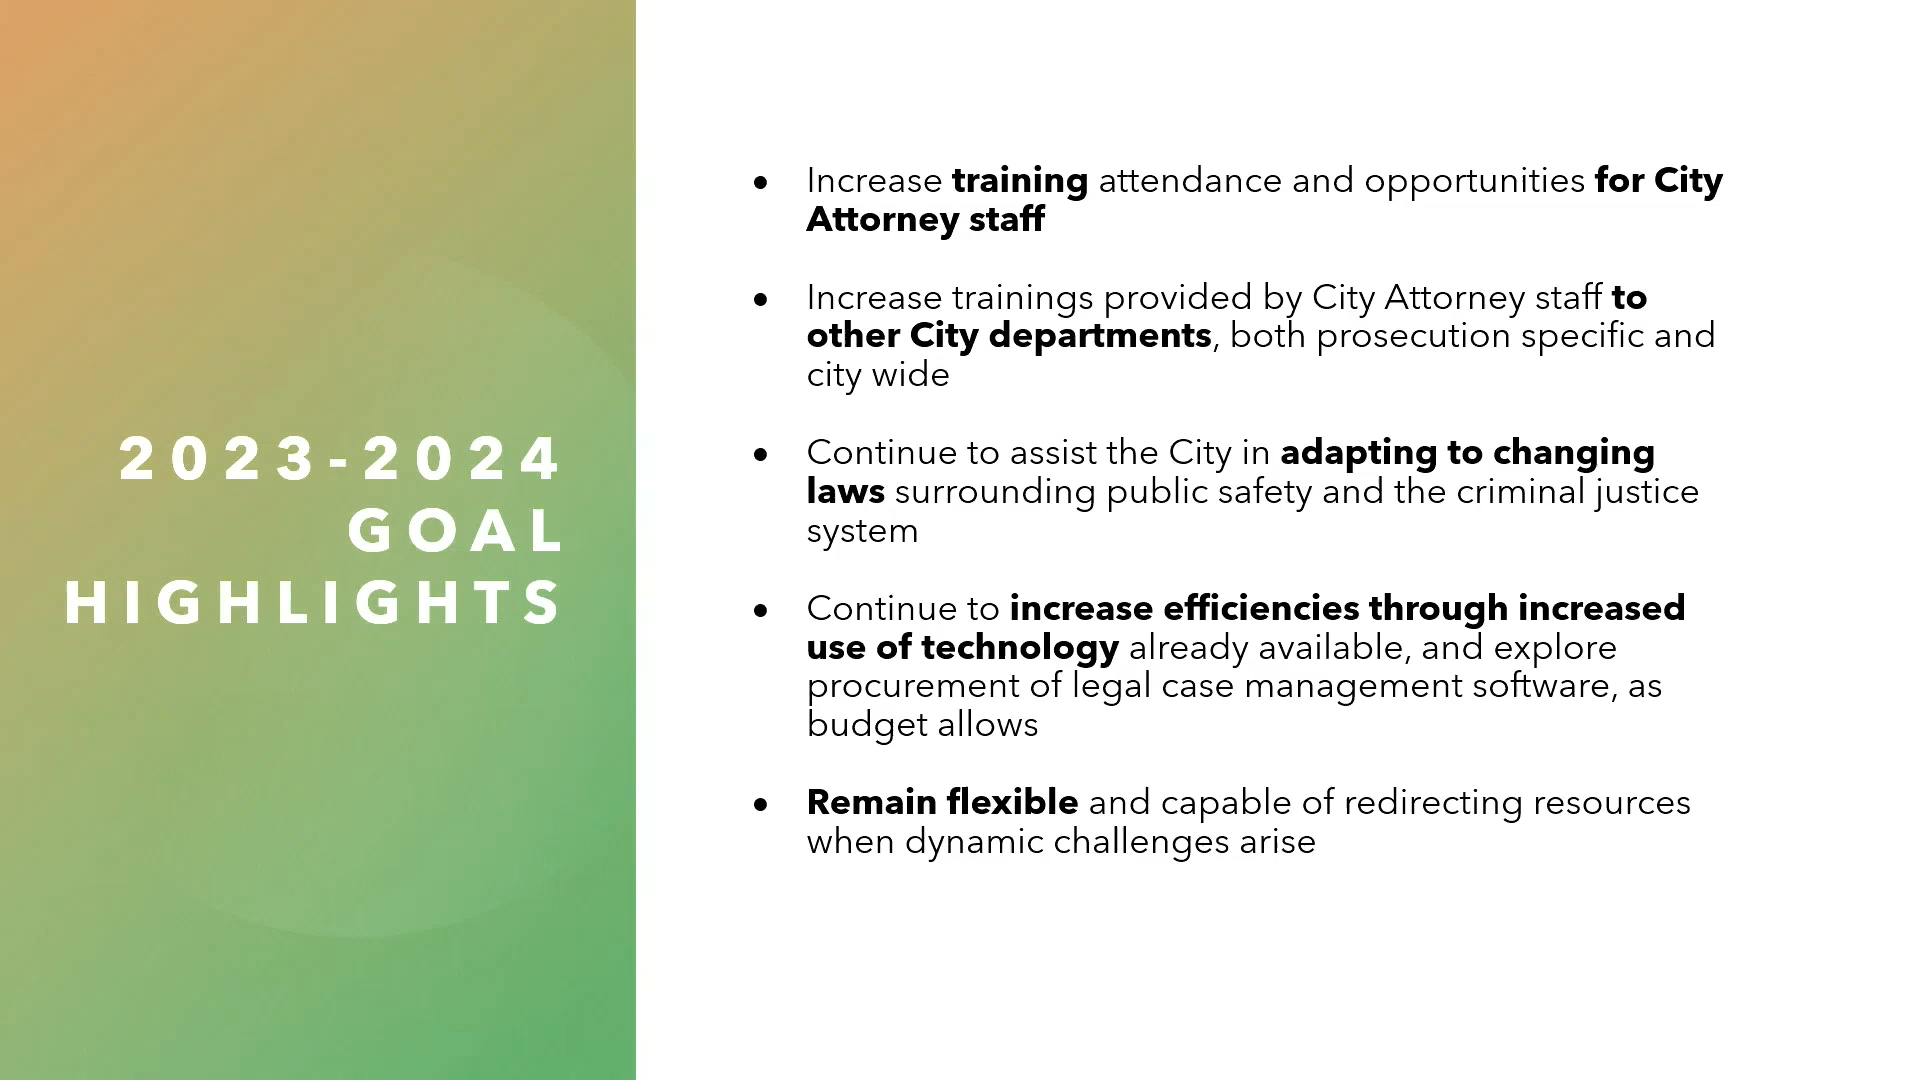 2023-2024
GOAL
HIGHLIGHTS
• Increase training attendance and opportunities for City
Attorney staff
• Increase trainings provided by City Attorney staff to
other City departments, both prosecution specific and
city wide
• Continue to assist the City in adapting to changing
laws surrounding public safety and the criminal justice
system
• Continue to increase efficiencies through increased
use of technology already available, and explore
procurement of legal case management software, as
budget allows
• Remain flexible and capable of redirecting resources
when dynamic challenges arise